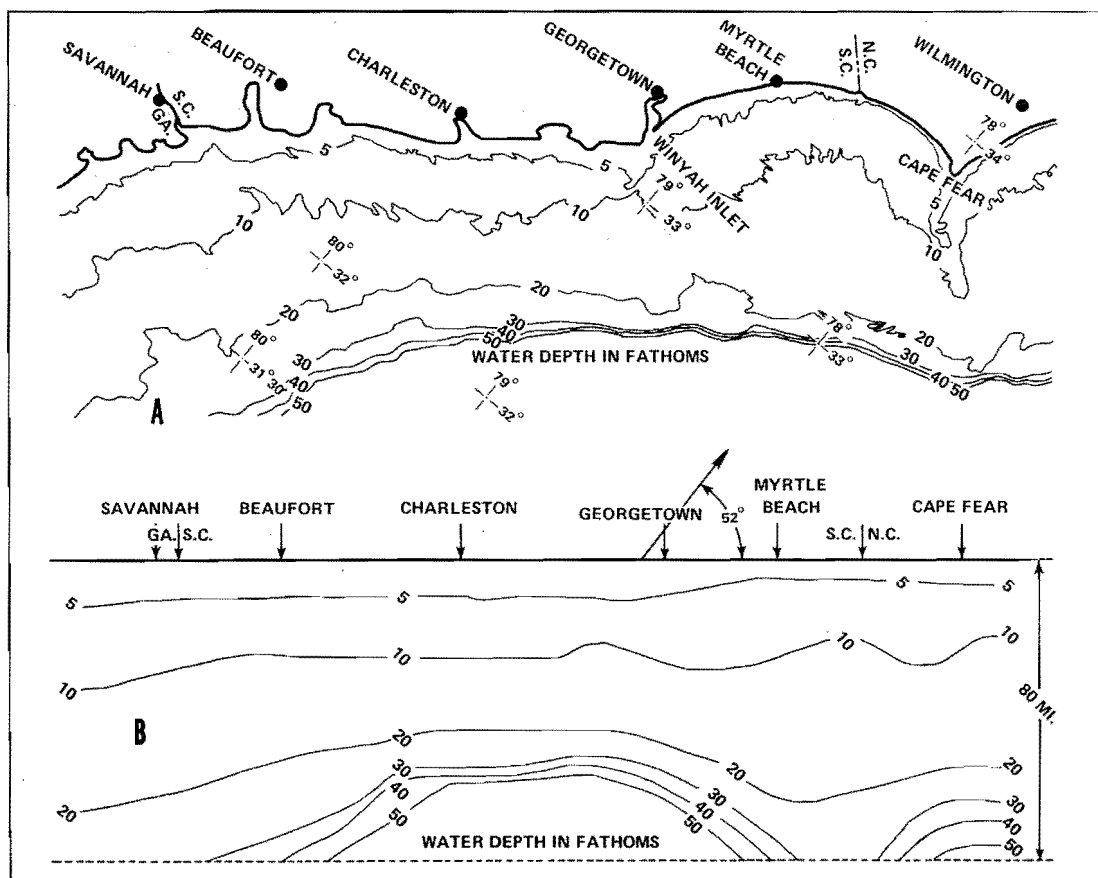 SAVANNAH
S.C.
GA.
BEAUFORT
CHARLESTON
GEORGETOWN
MYRTLE
BEACH
N.C.
S.C.
WILMINGTON
78°
34°
CAPE FEAR
WINYAH INLET
79°
33°
5
5
5
10
10
10
80°
32°
20
20
20
30
40
50
78°
33°
WATER DEPTH IN FATHOMS
80°
31°
30
40
50
30
30
40
50
79°
32°
A
SAVANNAH
GA.
S.C.
BEAUFORT
CHARLESTON
GEORGETOWN
52°
MYRTLE
BEACH
S.C.
N.C.
CAPE FEAR
5
5
5
5
10
10
10
10
80 MI.
B
20
20
20
20
30
40
50
30
40
50
30
40
50
WATER DEPTH IN FATHOMS